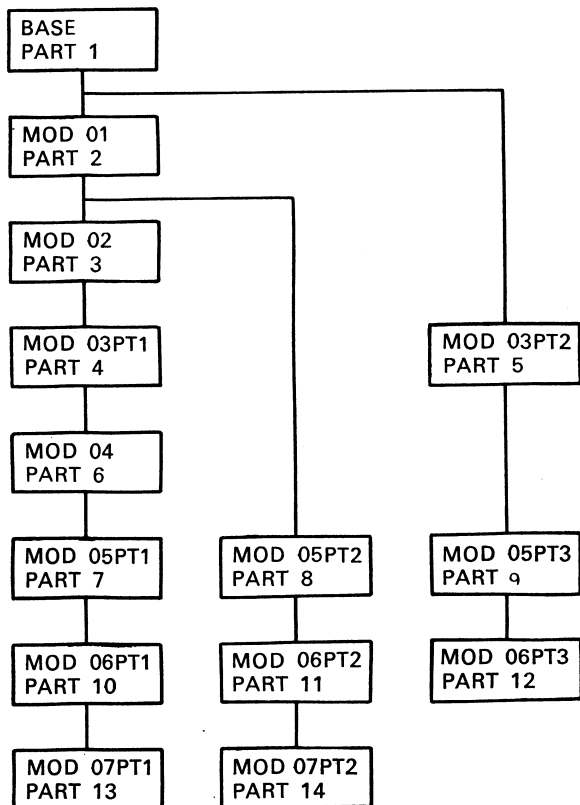 BASE
PART 1
MOD 01
PART 2
MOD 02
PART 3
MOD 03PT1
PART 4
MOD 03PT2
PART 5
MOD 04
PART 6
MOD 05PT1
PART 7
MOD 05PT2
PART 8
MOD 05PT3
PART 9
MOD 06PT1
PART 10
MOD 06PT2
PART 11
MOD 06PT3
PART 12
MOD 07PT1
PART 13
MOD 07PT2
PART 14